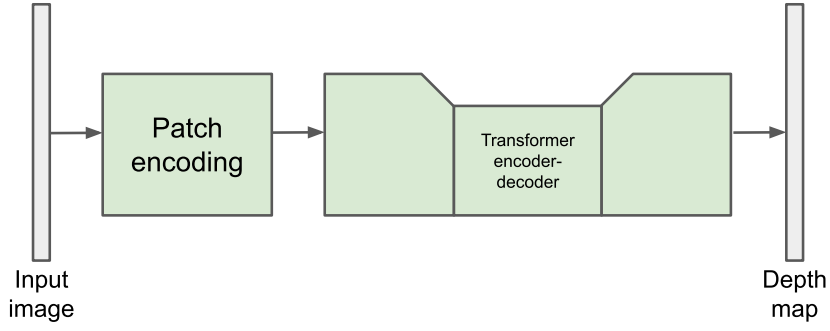 Patch
encoding
Transformer
encoder-
decoder
Input
image
Depth
map